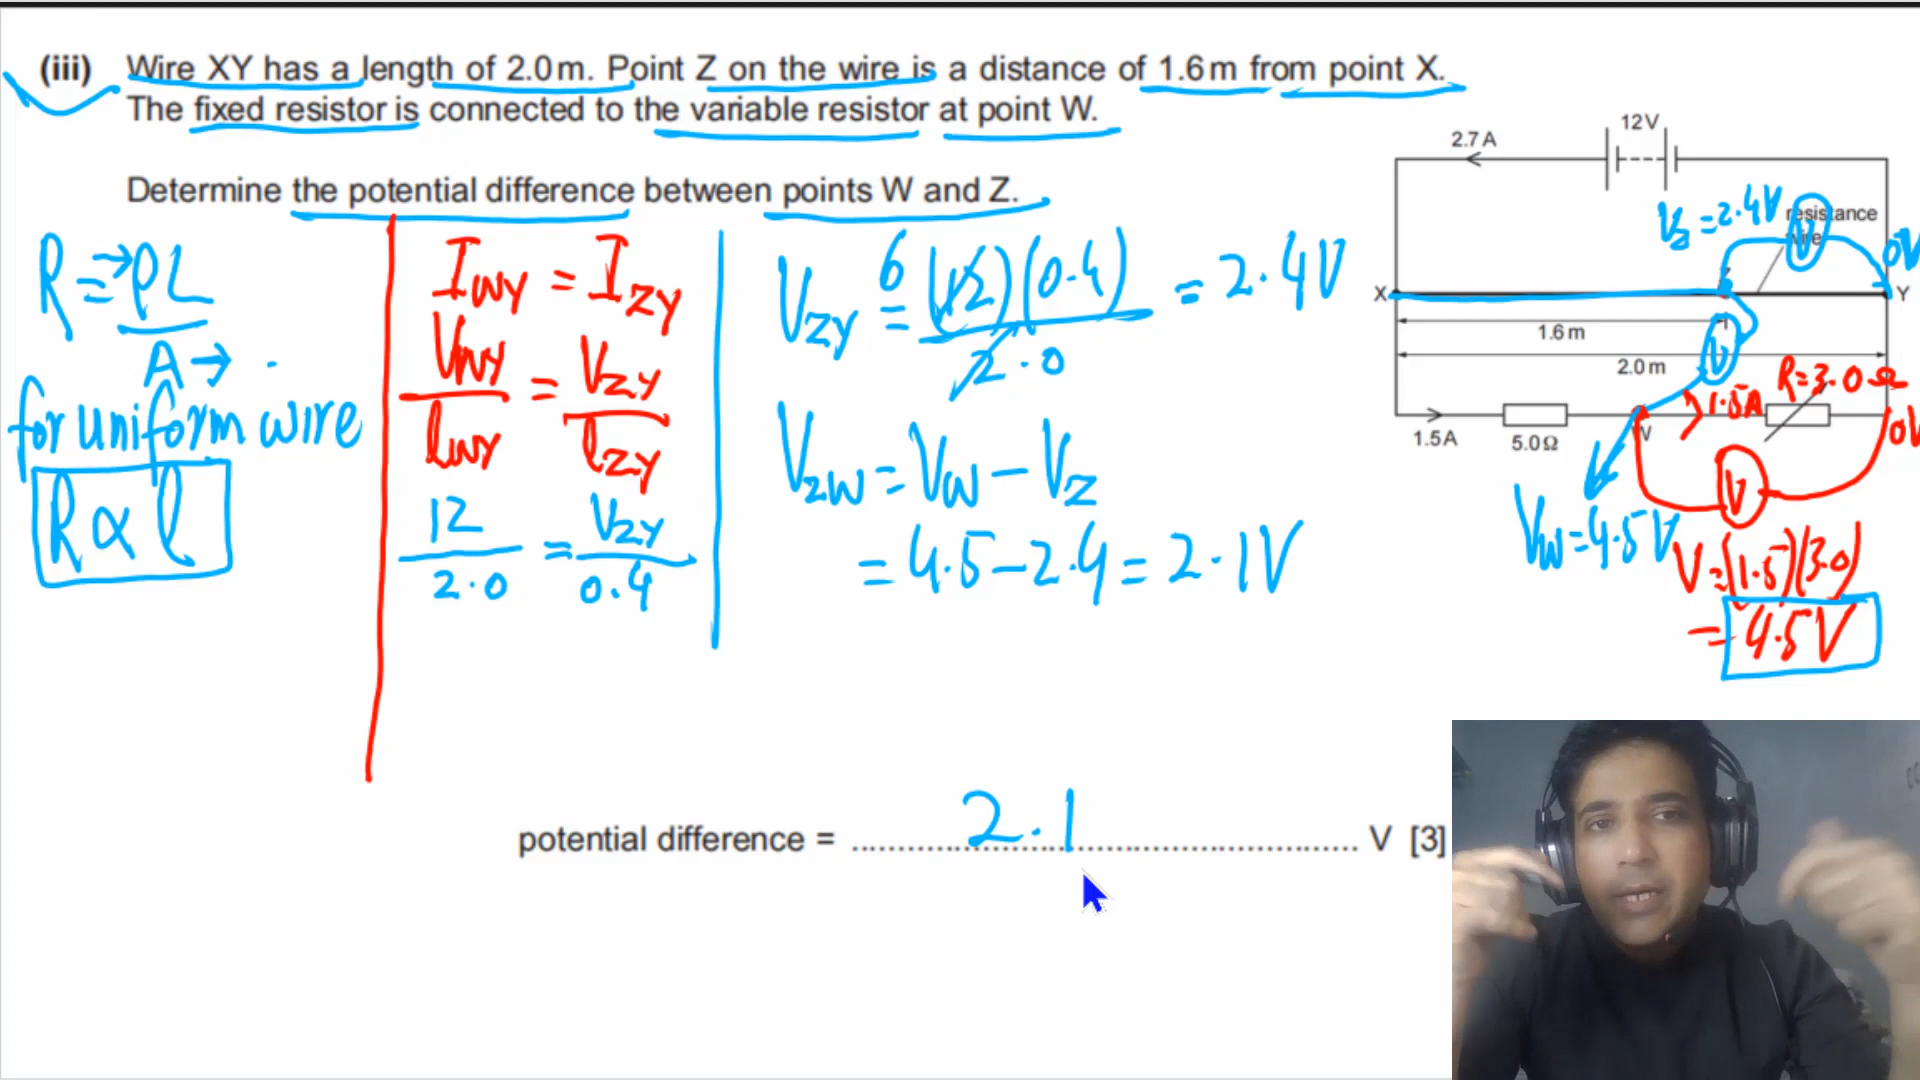 (iii) Wire XY has a length of 2.0 m. Point Z on the wire is a distance of 1.6 m from point X.
The fixed resistor is connected to the variable resistor at point W.
Determine the potential difference between points W and Z.
R = ρL / A →
for uniform wire
R ∝ l
I_WY = I_ZY
V_WY / l_WY = V_ZY / l_ZY
12 / 2.0 = V_ZY / 0.4
V_ZY = 6 (12)(0.4) / 2.0 = 2.4V
V_ZW = V_W − V_Z
= 4.5 − 2.4 = 2.1V
12 V
2.7 A
V_Z = 2.4V
resistance
wire
V
0V
X
Z
Y
1.6 m
V
2.0 m
R = 3.0 Ω
1.5A
1.5 A
5.0 Ω
W
0V
V
V_W = 4.5V
V = (1.5)(3.0)
= 4.5V
potential difference = 2.1 V [3]